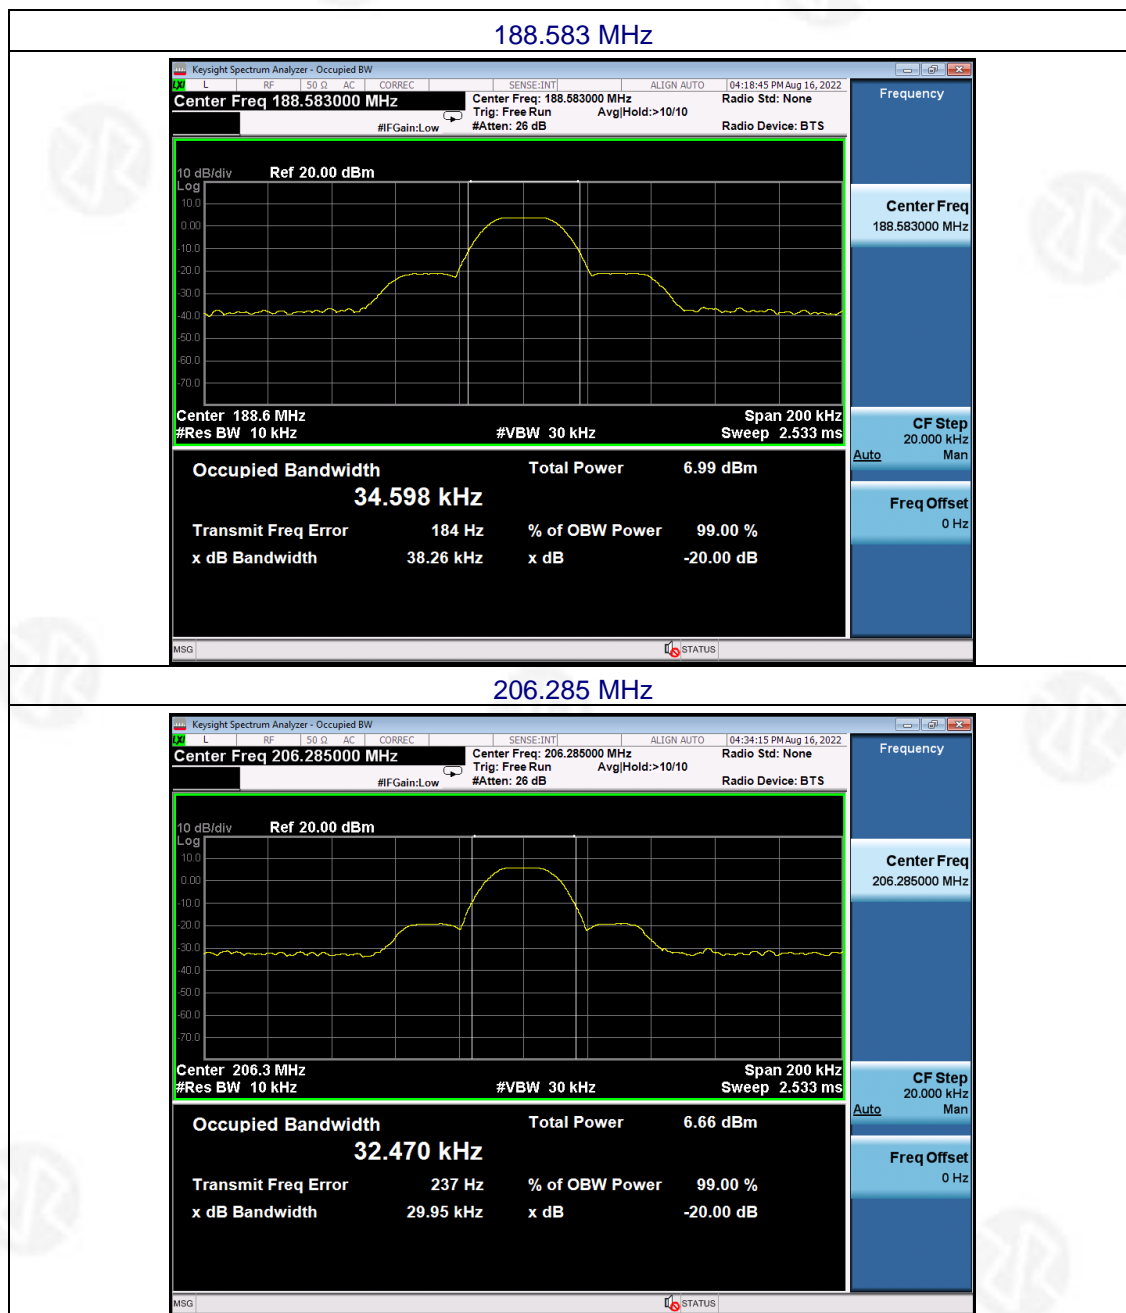 188.583 MHz
Keysight Spectrum Analyzer - Occupied BW
LXI L RF 50 Ω AC CORREC SENSE:INT ALIGN AUTO 04:18:45 PM Aug 16, 2022
Center Freq 188.583000 MHz
Center Freq: 188.583000 MHz
Radio Std: None
Trig: Free Run Avg|Hold:>10/10
#IFGain:Low
#Atten: 26 dB
Radio Device: BTS
Frequency
10 dB/div Ref 20.00 dBm
Log
10.0
0.00
-10.0
-20.0
-30.0
-40.0
-50.0
-60.0
-70.0
Center Freq
188.583000 MHz
Center 188.6 MHz Span 200 kHz
#Res BW 10 kHz #VBW 30 kHz Sweep 2.533 ms
CF Step
20.000 kHz
Auto Man
Occupied Bandwidth Total Power 6.99 dBm
34.598 kHz
Transmit Freq Error 184 Hz % of OBW Power 99.00 %
x dB Bandwidth 38.26 kHz x dB -20.00 dB
Freq Offset
0 Hz
MSG STATUS
206.285 MHz
Keysight Spectrum Analyzer - Occupied BW
LXI L RF 50 Ω AC CORREC SENSE:INT ALIGN AUTO 04:34:15 PM Aug 16, 2022
Center Freq 206.285000 MHz
Center Freq: 206.285000 MHz
Radio Std: None
Trig: Free Run Avg|Hold:>10/10
#IFGain:Low
#Atten: 26 dB
Radio Device: BTS
Frequency
10 dB/div Ref 20.00 dBm
Log
10.0
0.00
-10.0
-20.0
-30.0
-40.0
-50.0
-60.0
-70.0
Center Freq
206.285000 MHz
Center 206.3 MHz Span 200 kHz
#Res BW 10 kHz #VBW 30 kHz Sweep 2.533 ms
CF Step
20.000 kHz
Auto Man
Occupied Bandwidth Total Power 6.66 dBm
32.470 kHz
Transmit Freq Error 237 Hz % of OBW Power 99.00 %
x dB Bandwidth 29.95 kHz x dB -20.00 dB
Freq Offset
0 Hz
MSG STATUS